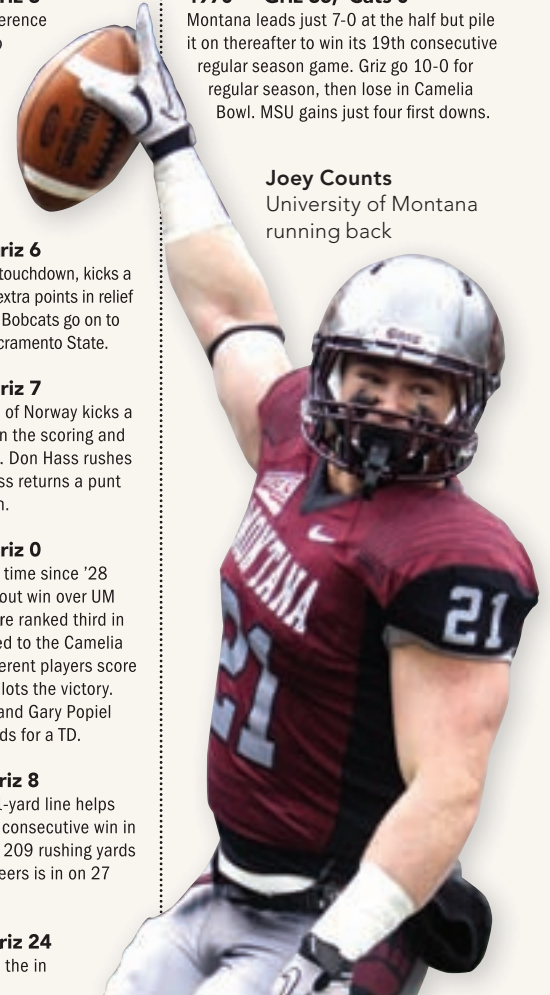 erence
Griz 6
touchdown, kicks a
extra points in relief
Bobcats go on to
cramento State.
riz 7
of Norway kicks a
n the scoring and
. Don Hass rushes
ss returns a punt
n.
riz 0
time since ’28
out win over UM
re ranked third in
ed to the Camelia
erent players score
lots the victory.
and Gary Popiel
ds for a TD.
riz 8
-yard line helps
consecutive win in
209 rushing yards
eers is in on 27
riz 24
the in
Montana leads just 7-0 at the half but pile
it on thereafter to win its 19th consecutive
regular season game. Griz go 10-0 for
regular season, then lose in Camelia
Bowl. MSU gains just four first downs.
Joey Counts
University of Montana
running back
Wilson
MONTANA
21
21